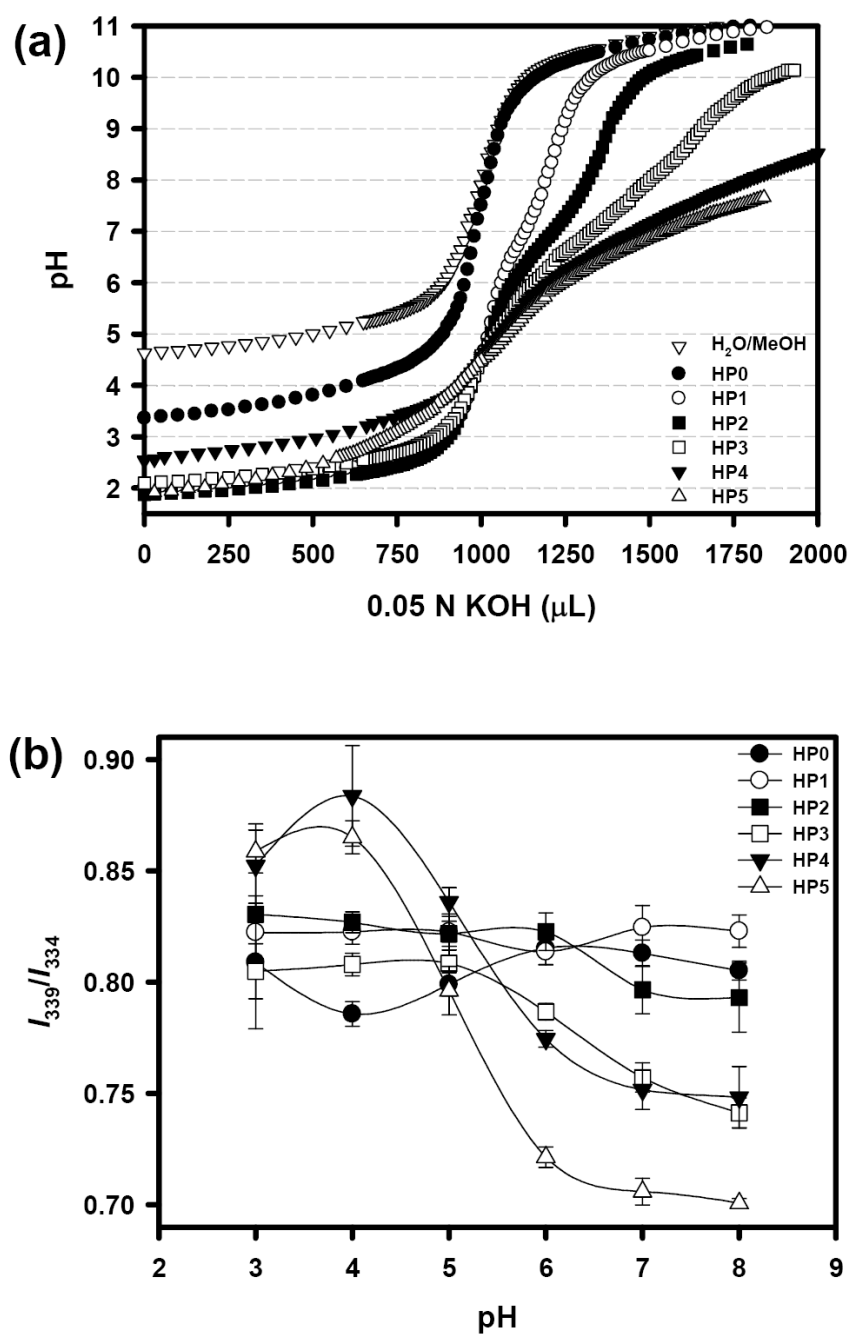 (a)
11
10
9
8
7
6
5
4
3
2
pH
H₂O/MeOH
HP0
HP1
HP2
HP3
HP4
HP5
0 250 500 750 1000 1250 1500 1750 2000
0.05 N KOH (μL)
(b)
0.90
0.85
0.80
0.75
0.70
I₃₃₉/I₃₃₄
HP0
HP1
HP2
HP3
HP4
HP5
2 3 4 5 6 7 8 9
pH